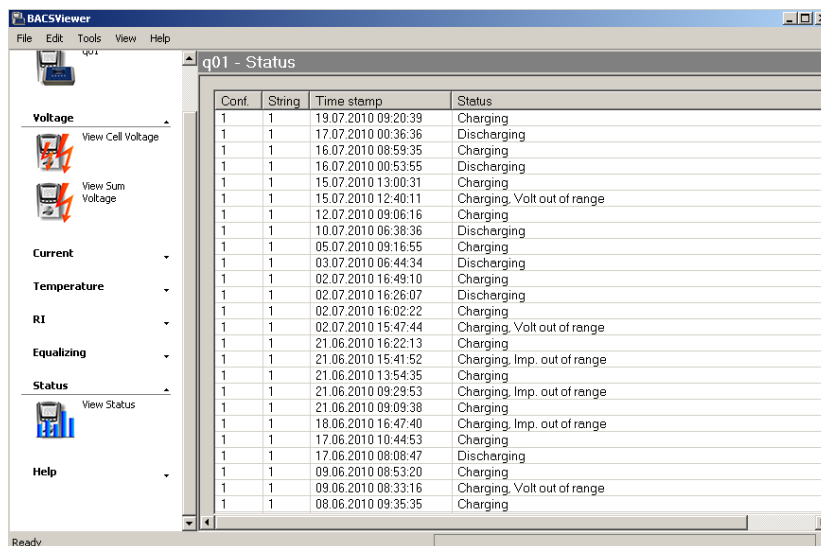 BACSViewer
File Edit Tools View Help
q01
Voltage
View Cell Voltage
View Sum
Voltage
Current
Temperature
RI
Equalizing
Status
View Status
Help
q01 - Status
Conf. String Time stamp Status
1 1 19.07.2010 09:20:39 Charging
1 1 17.07.2010 00:36:36 Discharging
1 1 16.07.2010 08:59:35 Charging
1 1 16.07.2010 00:53:55 Discharging
1 1 15.07.2010 13:00:31 Charging
1 1 15.07.2010 12:40:11 Charging, Volt out of range
1 1 12.07.2010 09:06:16 Charging
1 1 10.07.2010 06:38:36 Discharging
1 1 05.07.2010 09:16:55 Charging
1 1 03.07.2010 06:44:34 Discharging
1 1 02.07.2010 16:49:10 Charging
1 1 02.07.2010 16:26:07 Discharging
1 1 02.07.2010 16:02:22 Charging
1 1 02.07.2010 15:47:44 Charging, Volt out of range
1 1 21.06.2010 16:22:13 Charging
1 1 21.06.2010 15:41:52 Charging, Imp. out of range
1 1 21.06.2010 13:54:35 Charging
1 1 21.06.2010 09:29:53 Charging, Imp. out of range
1 1 21.06.2010 09:09:38 Charging
1 1 18.06.2010 16:47:40 Charging, Imp. out of range
1 1 17.06.2010 10:44:53 Charging
1 1 17.06.2010 08:08:47 Discharging
1 1 09.06.2010 08:53:20 Charging
1 1 09.06.2010 08:33:16 Charging, Volt out of range
1 1 08.06.2010 09:35:35 Charging
Ready